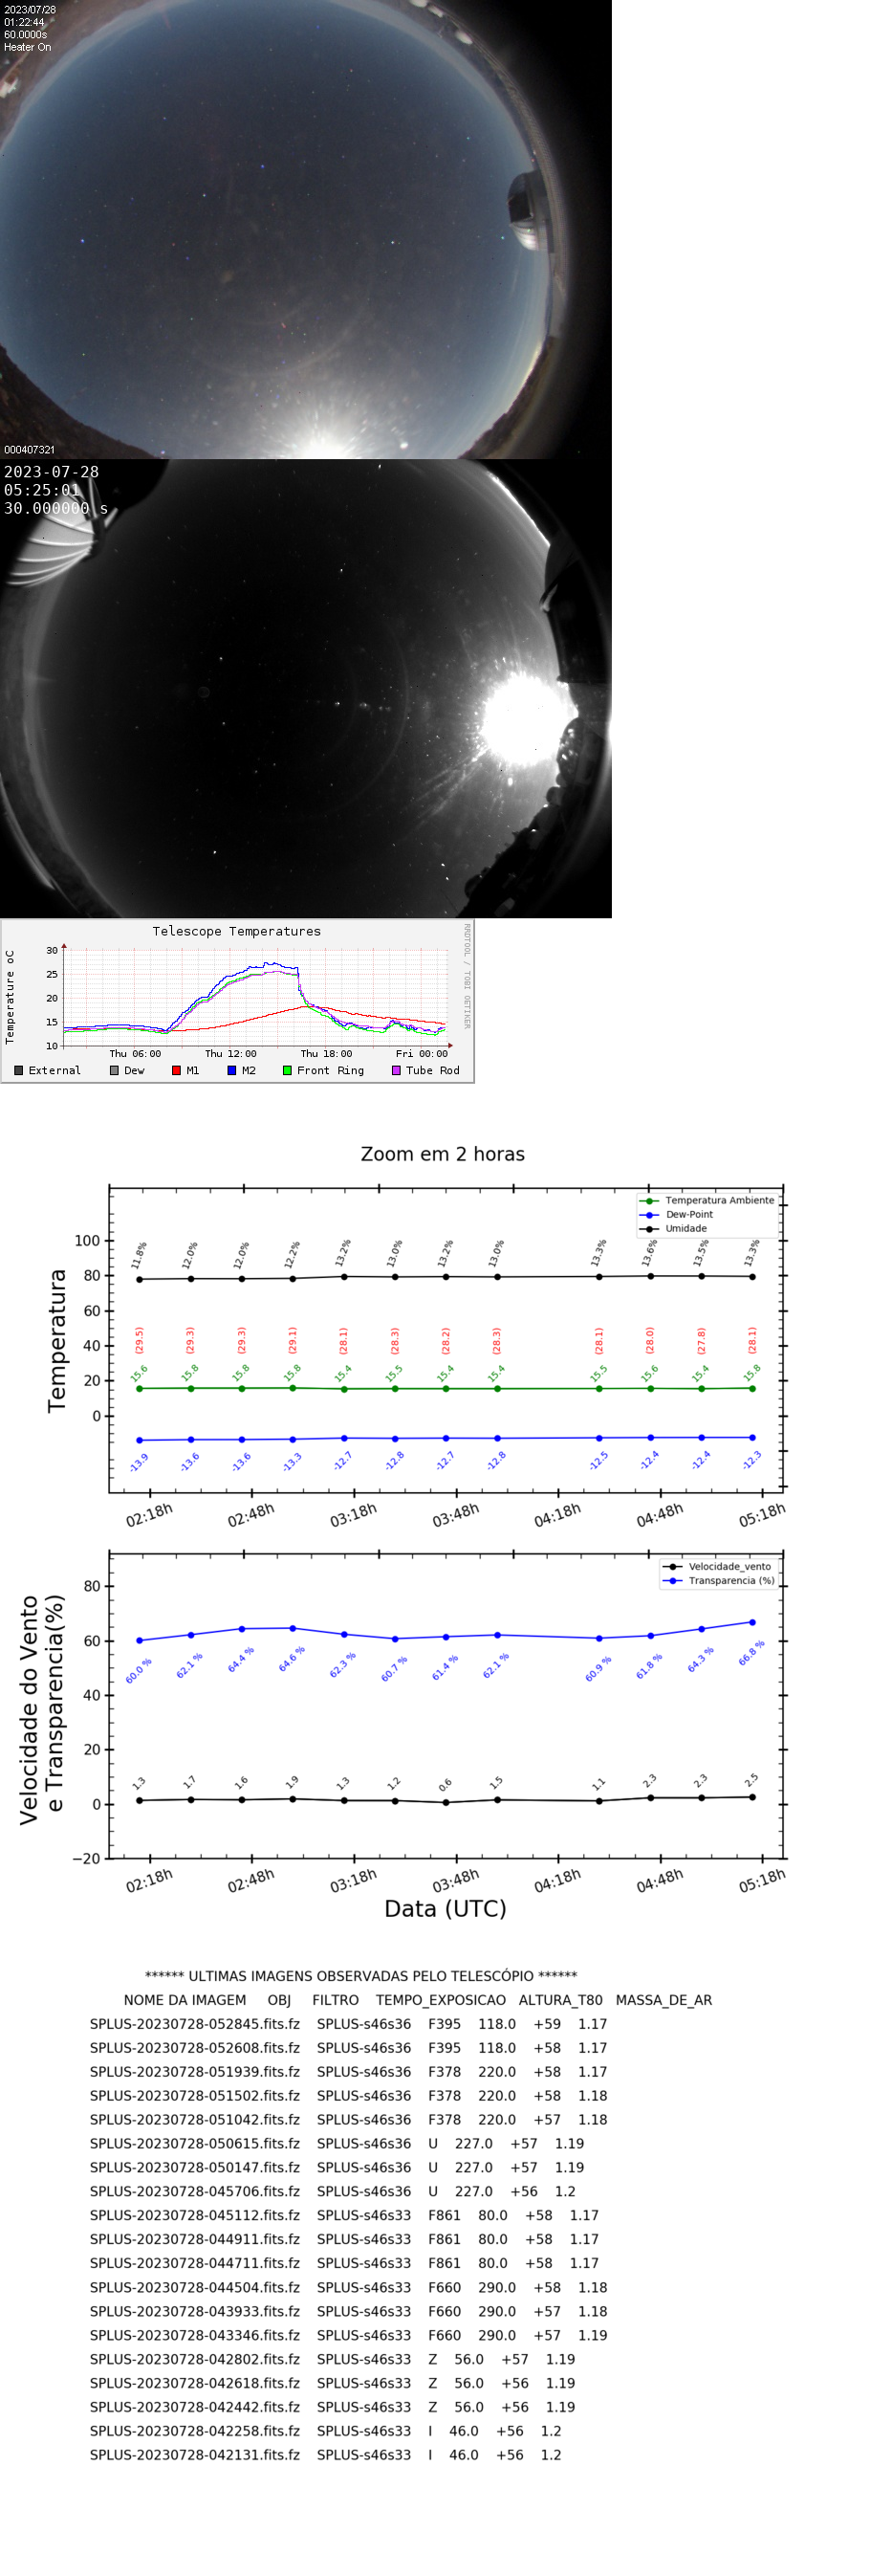 2023/07/28
01:22:44
60.0000s
Heater On
000407321
2023-07-28
05:25:01
30.000000 s
Telescope Temperatures
RRDTOOL / TOBI OETIKER
Temperature oC
30
25
20
15
10
Thu 06:00 Thu 12:00 Thu 18:00 Fri 00:00
External Dew M1 M2 Front Ring Tube Rod
Zoom em 2 horas
Temperatura Ambiente
Dew-Point
Umidade
Temperatura
100
80
60
40
20
0
11.8% 12.0% 12.0% 12.2% 13.2% 13.0% 13.2% 13.0% 13.3% 13.6% 13.5% 13.3%
(29.5) (29.3) (29.3) (29.1) (28.1) (28.3) (28.2) (28.3) (28.1) (28.0) (27.8) (28.1)
15.6 15.8 15.8 15.8 15.4 15.5 15.4 15.4 15.5 15.6 15.4 15.8
-13.9 -13.6 -13.6 -13.3 -12.7 -12.8 -12.7 -12.8 -12.5 -12.4 -12.4 -12.3
02:18h 02:48h 03:18h 03:48h 04:18h 04:48h 05:18h
Velocidade_vento
Transparencia (%)
Velocidade do Vento
e Transparencia(%)
80
60
40
20
0
−20
60.0 % 62.1 % 64.4 % 64.6 % 62.3 % 60.7 % 61.4 % 62.1 % 60.9 % 61.8 % 64.3 % 66.8 %
1.3 1.7 1.6 1.9 1.3 1.2 0.6 1.5 1.1 2.3 2.3 2.5
02:18h 02:48h 03:18h 03:48h 04:18h 04:48h 05:18h
Data (UTC)
****** ULTIMAS IMAGENS OBSERVADAS PELO TELESCÓPIO ******
NOME DA IMAGEM OBJ FILTRO TEMPO_EXPOSICAO ALTURA_T80 MASSA_DE_AR
SPLUS-20230728-052845.fits.fz SPLUS-s46s36 F395 118.0 +59 1.17
SPLUS-20230728-052608.fits.fz SPLUS-s46s36 F395 118.0 +58 1.17
SPLUS-20230728-051939.fits.fz SPLUS-s46s36 F378 220.0 +58 1.17
SPLUS-20230728-051502.fits.fz SPLUS-s46s36 F378 220.0 +58 1.18
SPLUS-20230728-051042.fits.fz SPLUS-s46s36 F378 220.0 +57 1.18
SPLUS-20230728-050615.fits.fz SPLUS-s46s36 U 227.0 +57 1.19
SPLUS-20230728-050147.fits.fz SPLUS-s46s36 U 227.0 +57 1.19
SPLUS-20230728-045706.fits.fz SPLUS-s46s36 U 227.0 +56 1.2
SPLUS-20230728-045112.fits.fz SPLUS-s46s33 F861 80.0 +58 1.17
SPLUS-20230728-044911.fits.fz SPLUS-s46s33 F861 80.0 +58 1.17
SPLUS-20230728-044711.fits.fz SPLUS-s46s33 F861 80.0 +58 1.17
SPLUS-20230728-044504.fits.fz SPLUS-s46s33 F660 290.0 +58 1.18
SPLUS-20230728-043933.fits.fz SPLUS-s46s33 F660 290.0 +57 1.18
SPLUS-20230728-043346.fits.fz SPLUS-s46s33 F660 290.0 +57 1.19
SPLUS-20230728-042802.fits.fz SPLUS-s46s33 Z 56.0 +57 1.19
SPLUS-20230728-042618.fits.fz SPLUS-s46s33 Z 56.0 +56 1.19
SPLUS-20230728-042442.fits.fz SPLUS-s46s33 Z 56.0 +56 1.19
SPLUS-20230728-042258.fits.fz SPLUS-s46s33 I 46.0 +56 1.2
SPLUS-20230728-042131.fits.fz SPLUS-s46s33 I 46.0 +56 1.2